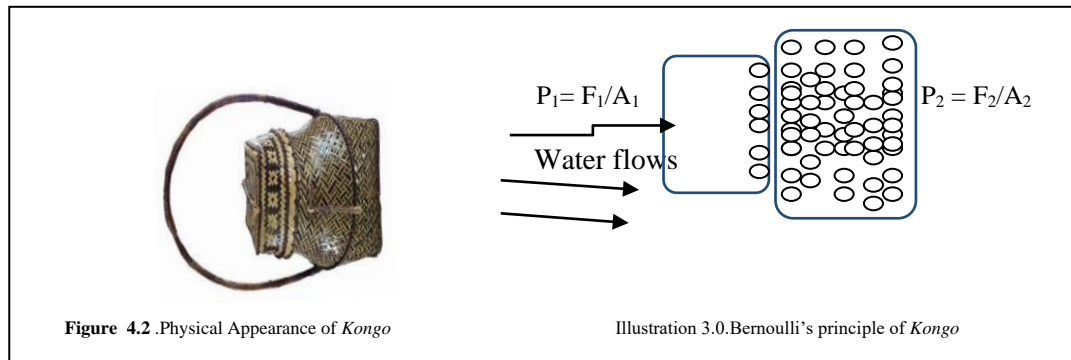 P₁= F₁/A₁
P₂ = F₂/A₂
Water flows
Figure 4.2 .Physical Appearance of Kongo
Illustration 3.0.Bernoulli’s principle of Kongo